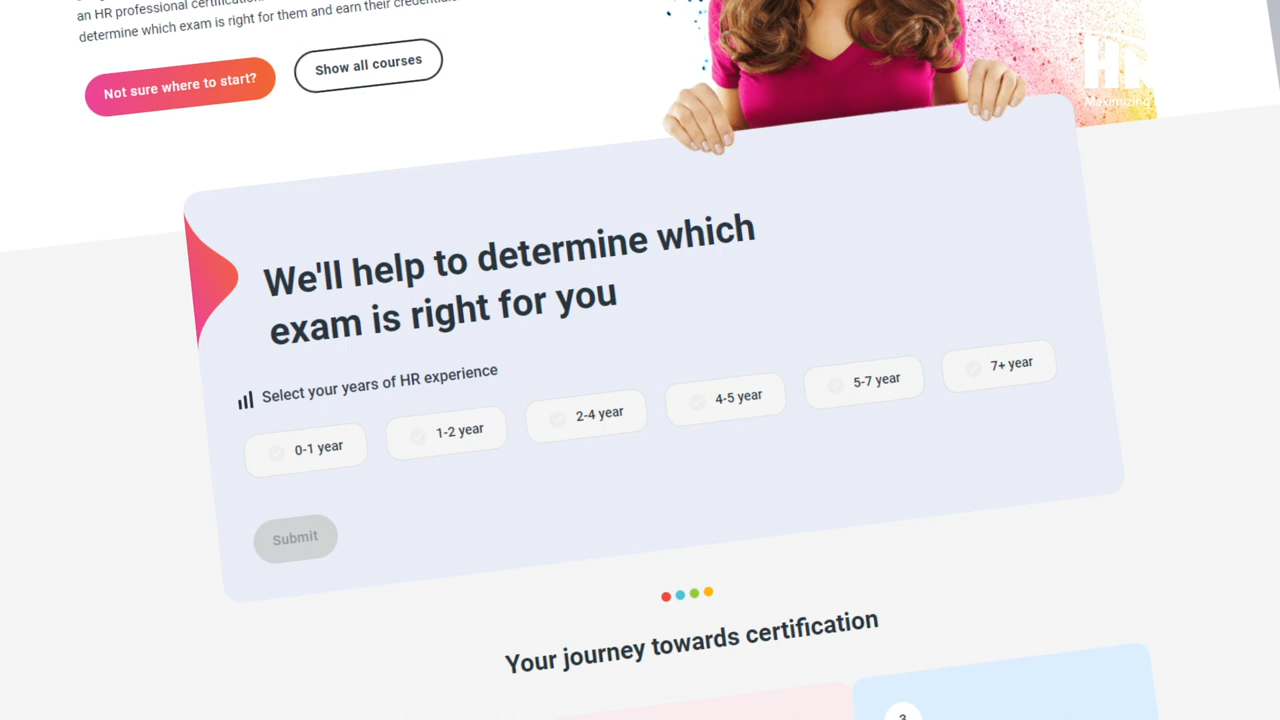 an HR professional certification.
determine which exam is right for them and earn their
Not sure where to start?
Show all courses
HR
Maximizing
We'll help to determine which
exam is right for you
Select your years of HR experience
0-1 year
1-2 year
2-4 year
4-5 year
5-7 year
7+ year
Submit
Your journey towards certification
3